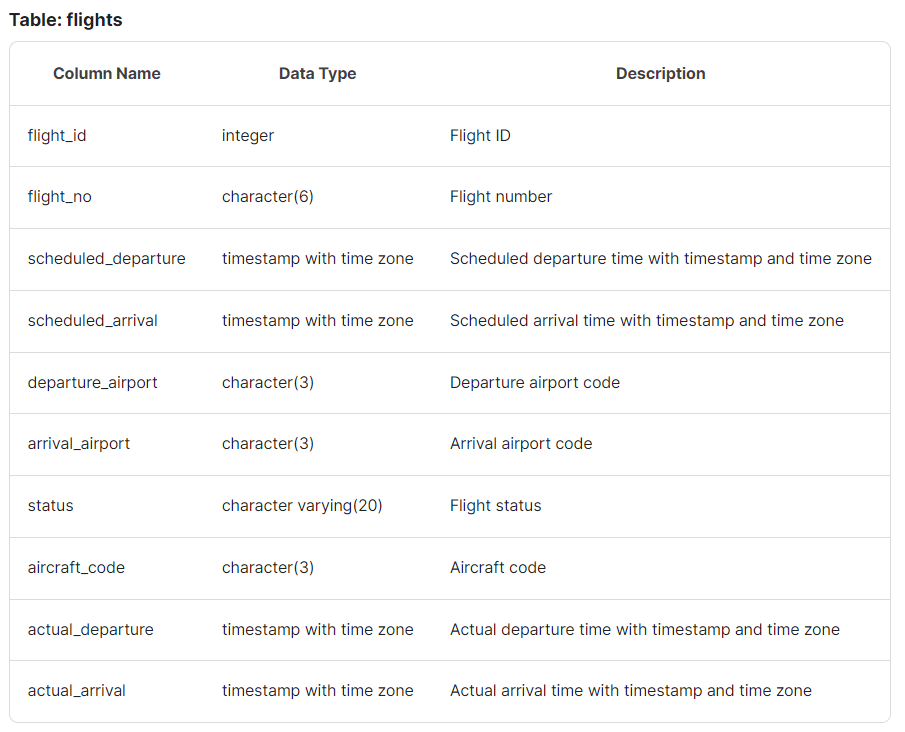 Table: flights
Column Name Data Type Description
flight_id integer Flight ID
flight_no character(6) Flight number
scheduled_departure timestamp with time zone Scheduled departure time with timestamp and time zone
scheduled_arrival timestamp with time zone Scheduled arrival time with timestamp and time zone
departure_airport character(3) Departure airport code
arrival_airport character(3) Arrival airport code
status character varying(20) Flight status
aircraft_code character(3) Aircraft code
actual_departure timestamp with time zone Actual departure time with timestamp and time zone
actual_arrival timestamp with time zone Actual arrival time with timestamp and time zone